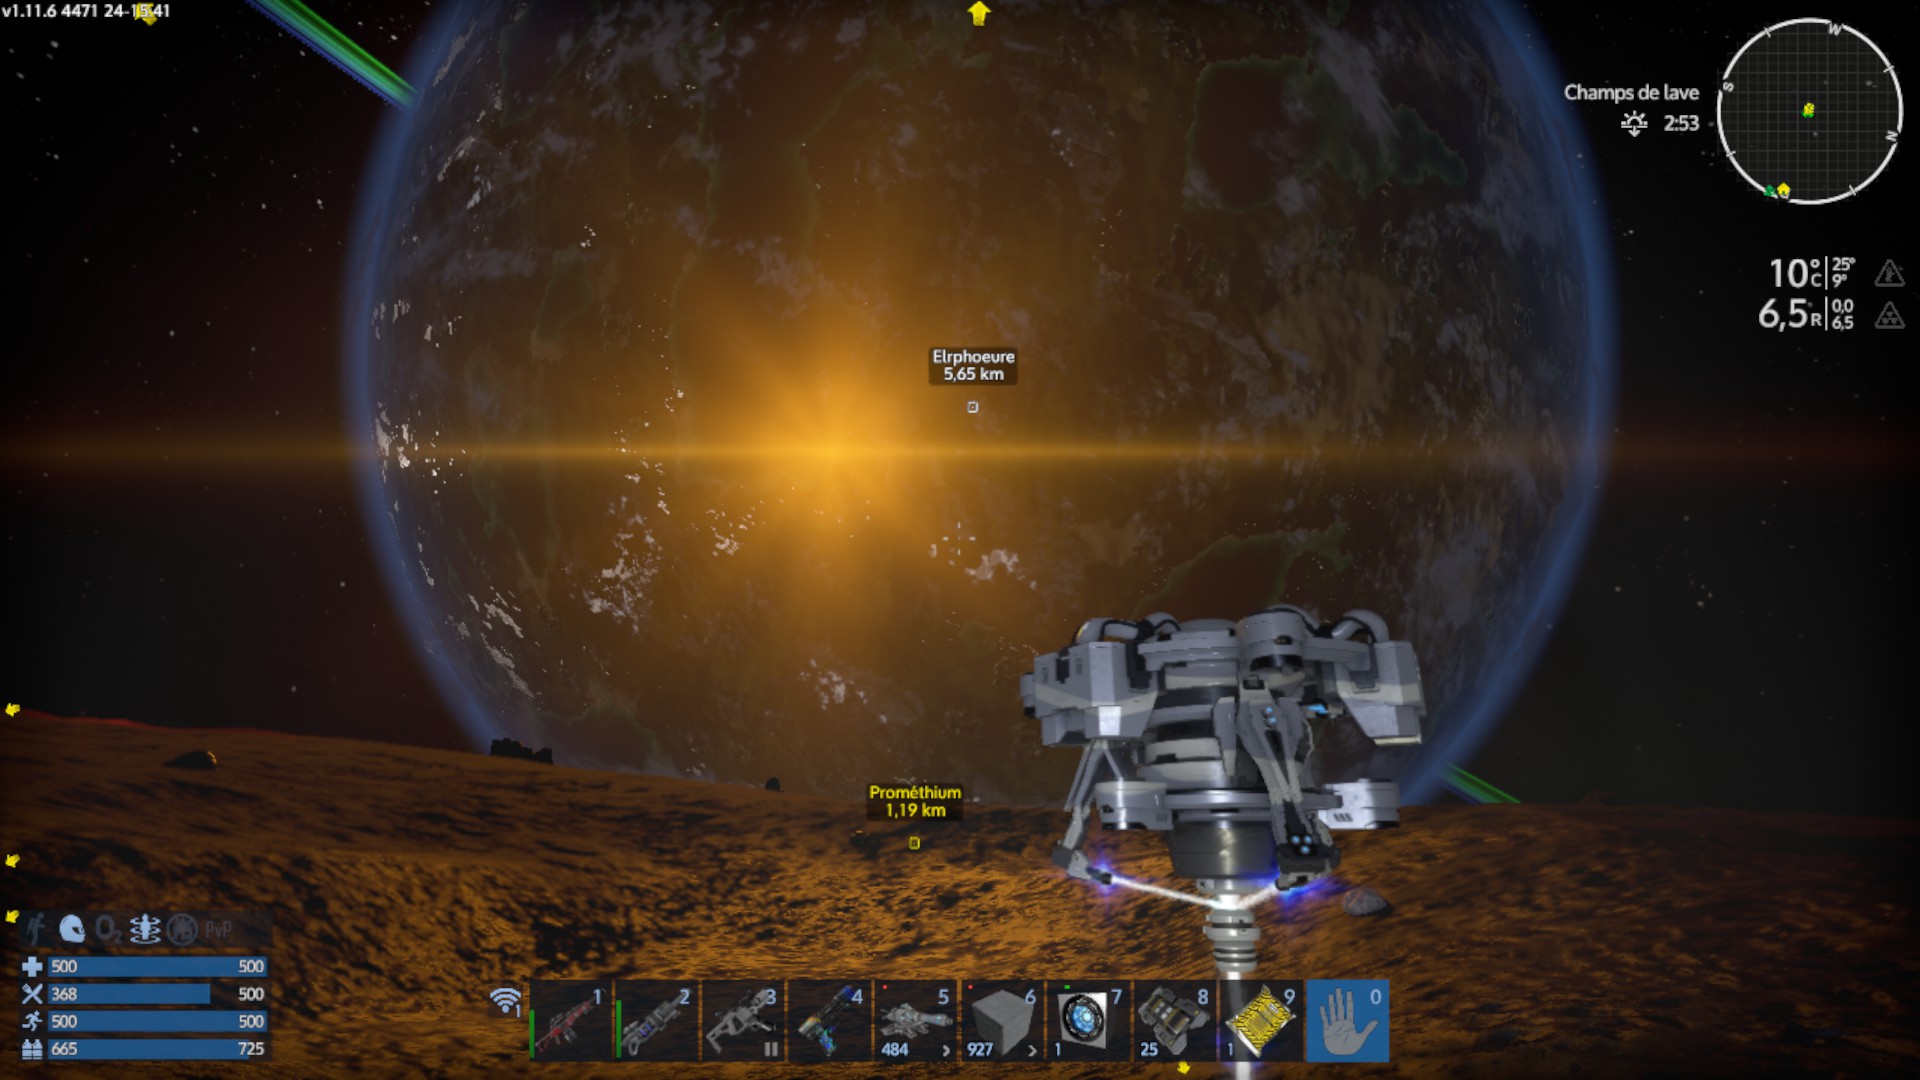 v1.11.6 4471 24-15:41
W
S
N
Champs de lave
2:53
10°C 25° 9°
6,5R 0,0 6,5
Elrphoeure
5,65 km
Prométhium
1,19 km
O2 PvP
500 500
368 500
500 500
665 725
1
1 2 3 4 5 6 7 8 9 0
484 927 1 25 1